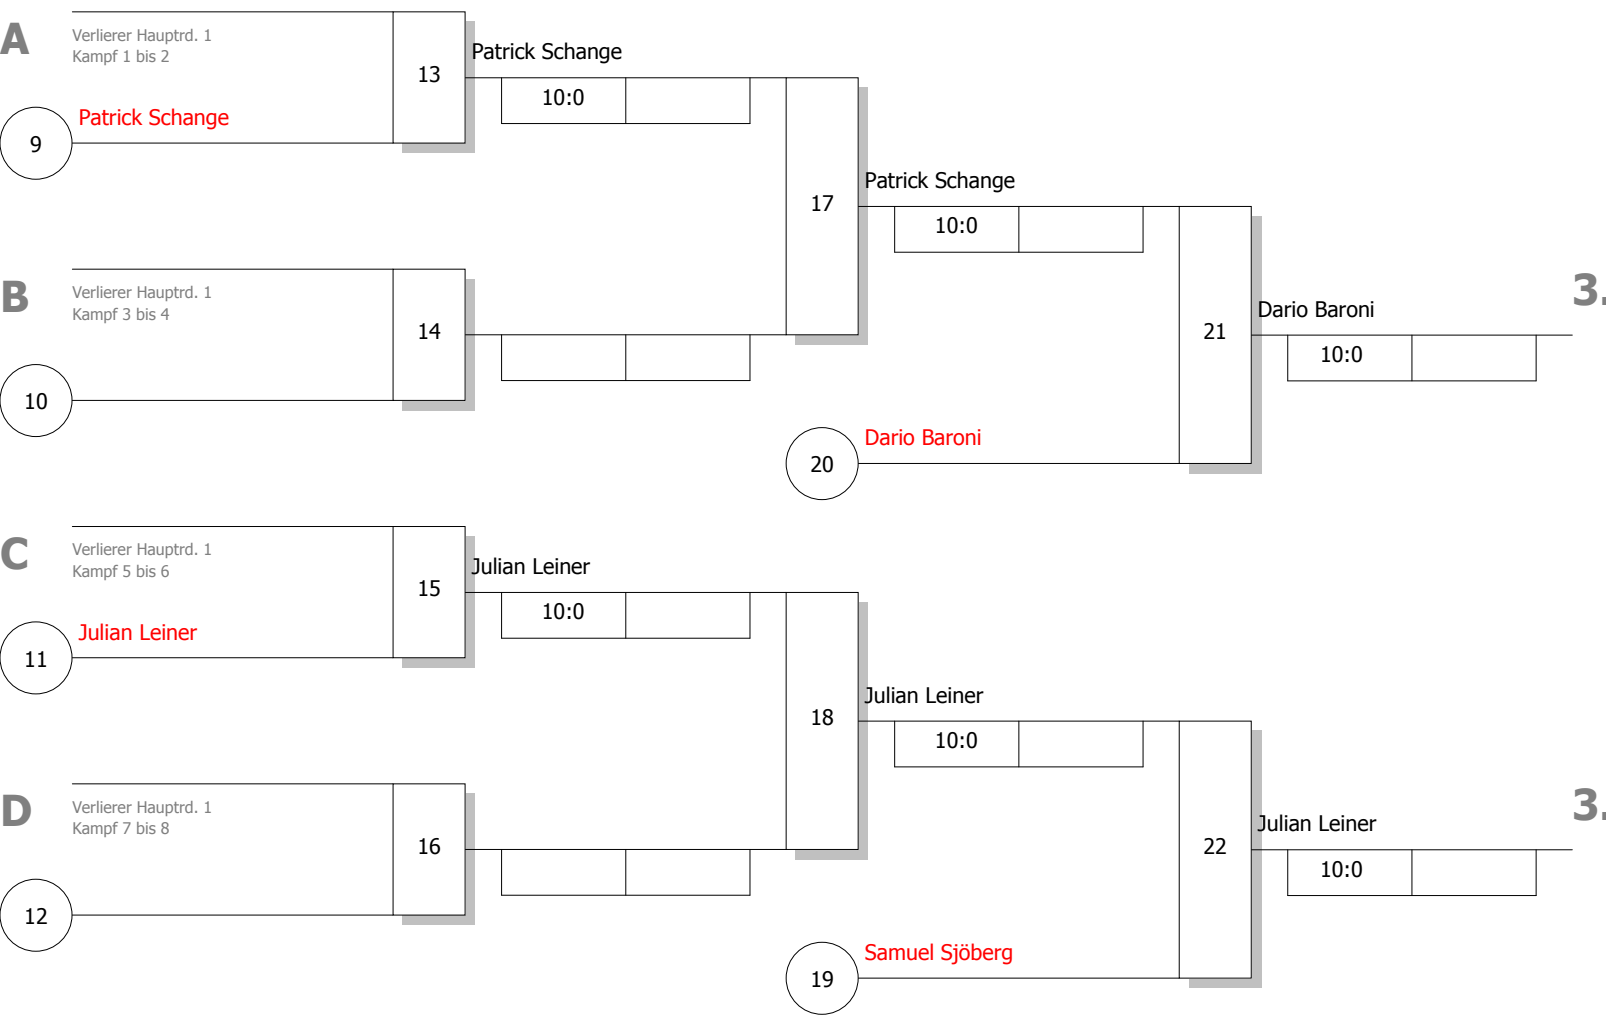 A
Verlierer Hauptrd. 1
Kampf 1 bis 2
13
Patrick Schange
10:0
Patrick Schange
9
17
Patrick Schange
10:0
B
Verlierer Hauptrd. 1
Kampf 3 bis 4
14
10
21
Dario Baroni
10:0
3.
20
Dario Baroni
C
Verlierer Hauptrd. 1
Kampf 5 bis 6
15
Julian Leiner
10:0
Julian Leiner
11
18
Julian Leiner
10:0
D
Verlierer Hauptrd. 1
Kampf 7 bis 8
16
12
22
Julian Leiner
10:0
3.
19
Samuel Sjöberg